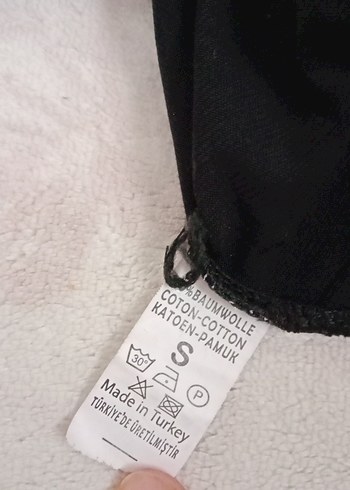 %BAUMWOLLE
COTON-COTTON
KATOEN-PAMUK
S
30°
P
Made in Turkey
TÜRKİYE'DE ÜRETİLMİŞTİR